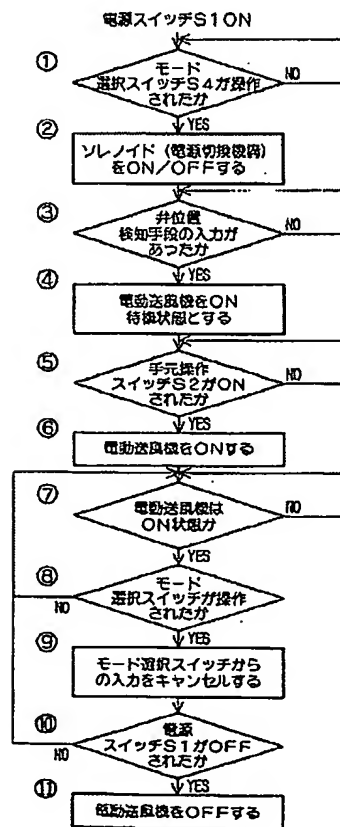 電源スイッチS1ON
①
モード
選択スイッチS4が操作
されたか
NO
YES
②
ソレノイド(電源切換機器)
をON/OFFする
③
弁位置
検知手段の入力が
あったか
NO
YES
④
電動送風機をON
待機状態とする
⑤
手元操作
スイッチS2がON
されたか
NO
YES
⑥
電動送風機をONする
⑦
電動送風機は
ON状態か
NO
YES
⑧
モード
選択スイッチが操作
されたか
NO
YES
⑨
モード選択スイッチから
の入力をキャンセルする
⑩
電源
スイッチS1がOFF
されたか
NO
YES
⑪
電動送風機をOFFする